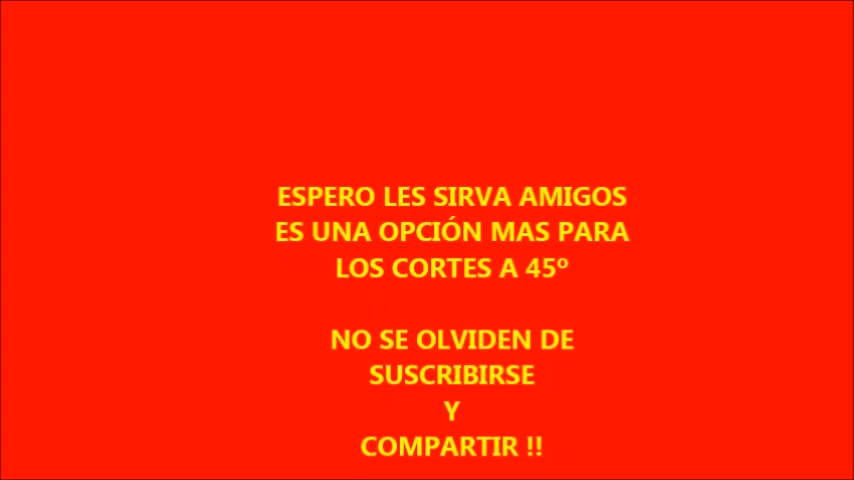 ESPERO LES SIRVA AMIGOS
ES UNA OPCIÓN MAS PARA
LOS CORTES A 45º
NO SE OLVIDEN DE
SUSCRIBIRSE
Y
COMPARTIR !!